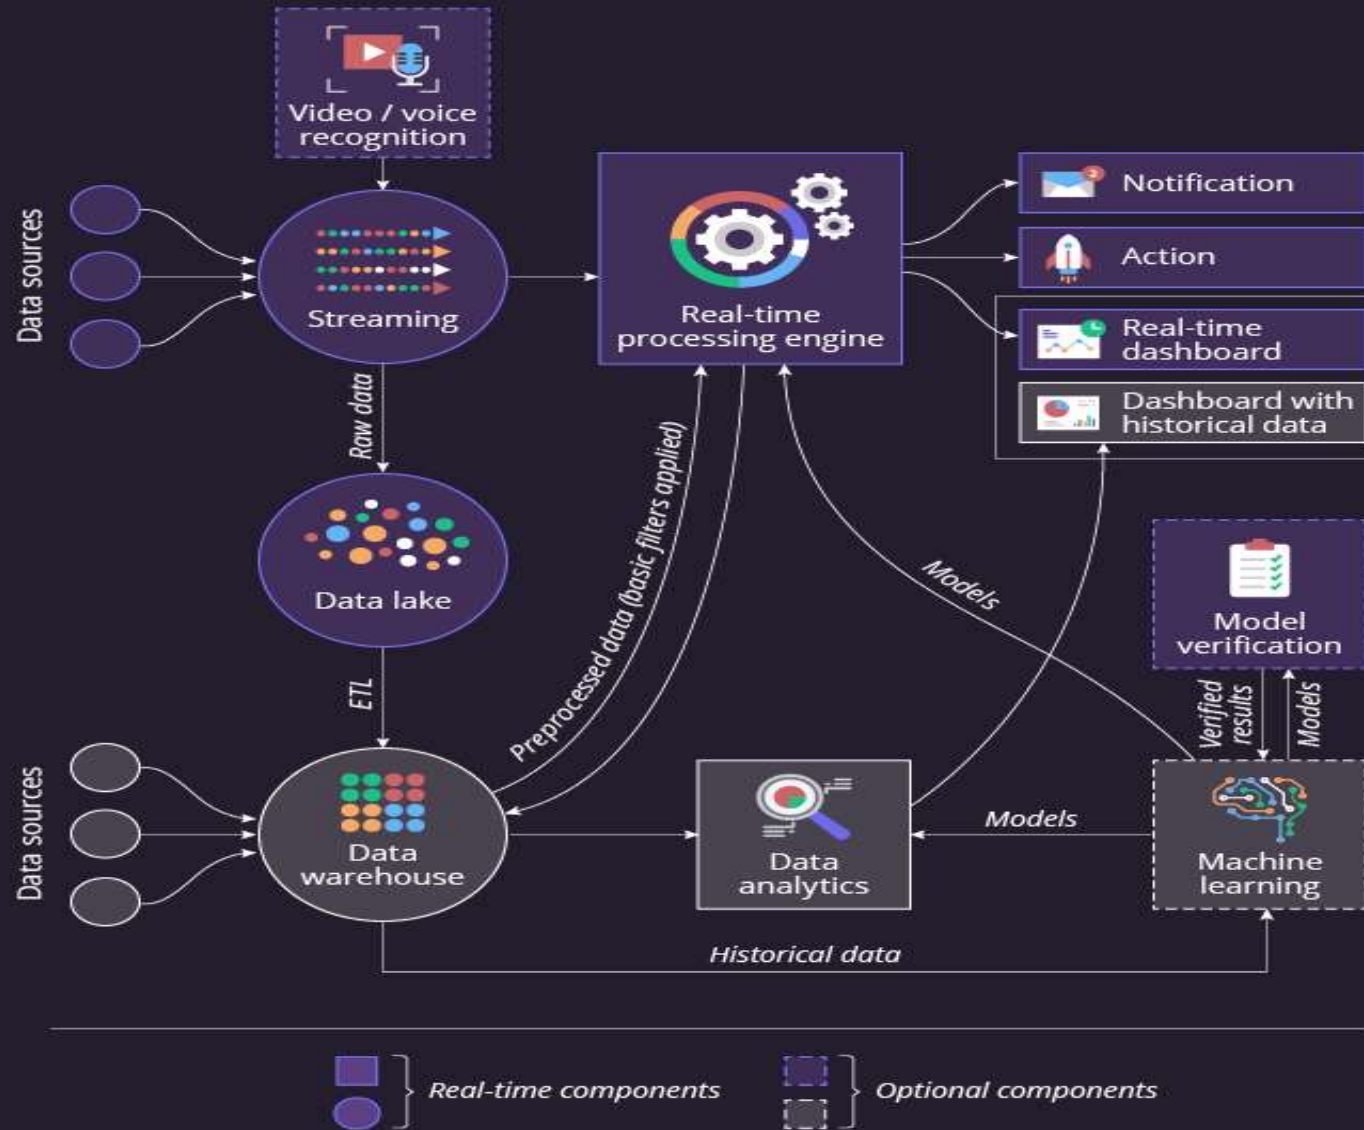 Video / voice
recognition
Data sources
Streaming
Real-time
processing engine
Notification
2
Action
Real-time
dashboard
Dashboard with
historical data
Raw data
Data lake
Preprocessed data (basic filters applied)
Models
Model
verification
ETL
Verified
results
Models
Data sources
Data
warehouse
Data
analytics
Models
Machine
learning
Historical data
Real-time components
Optional components